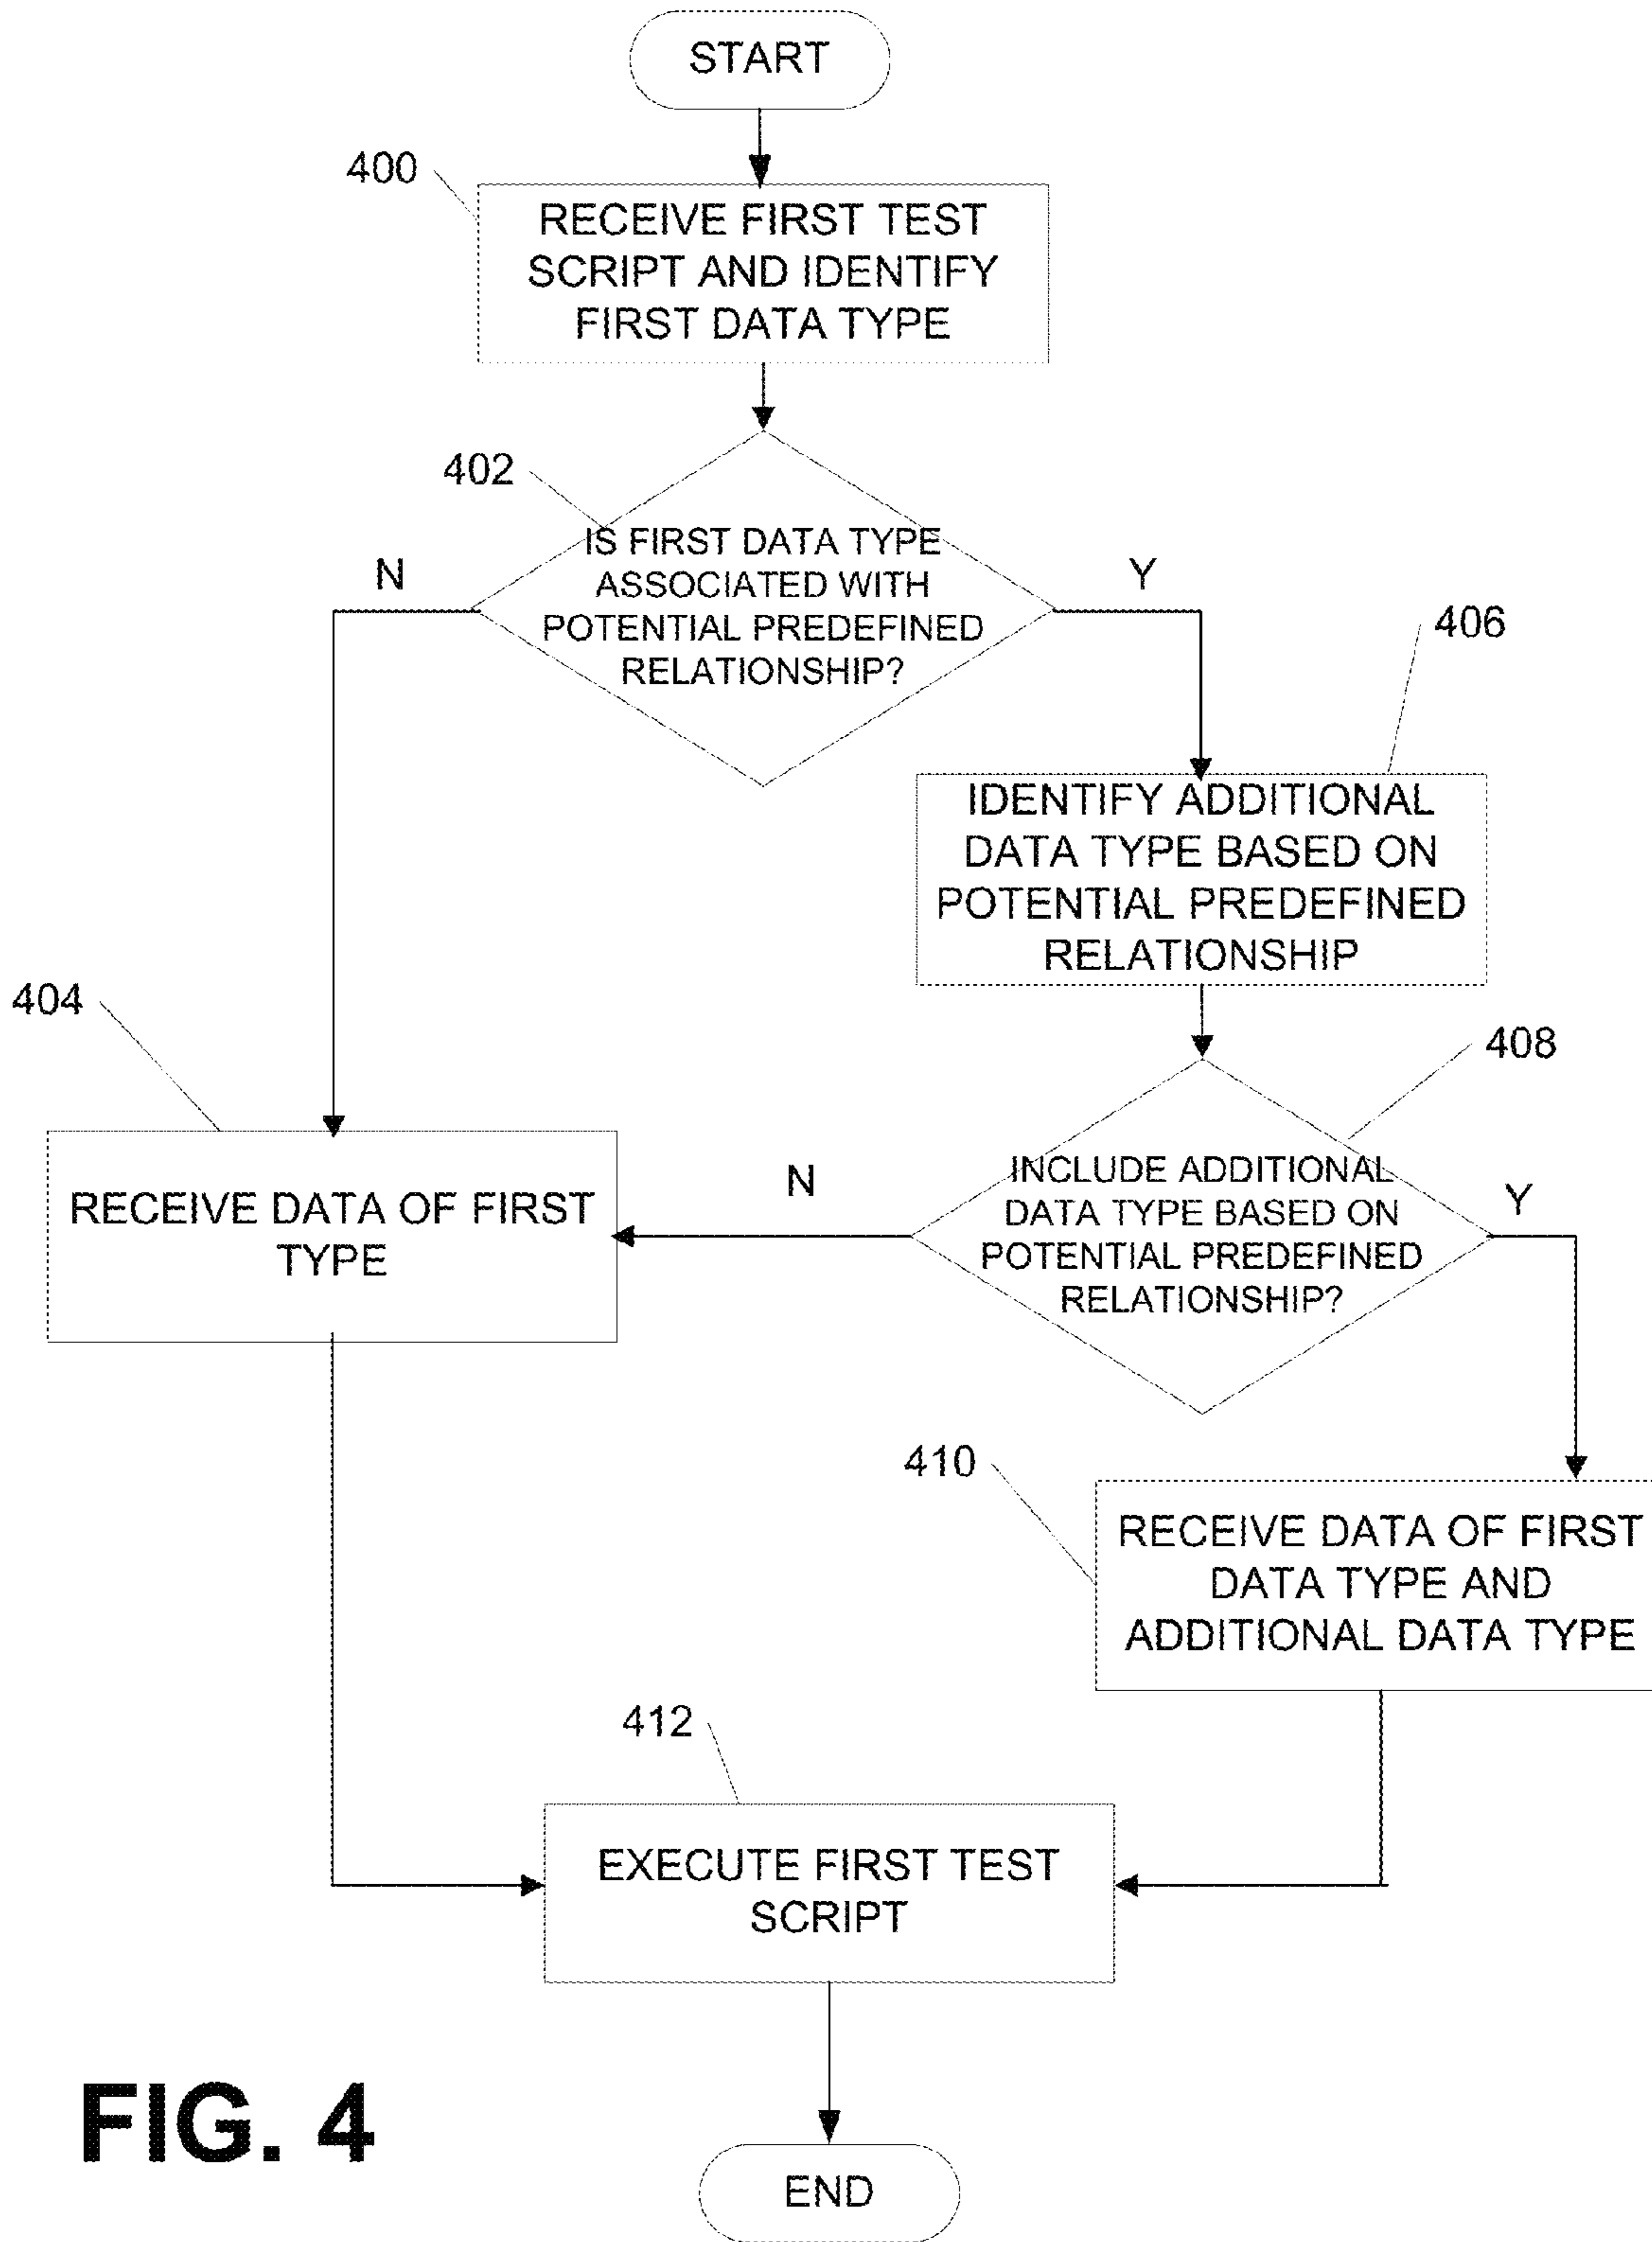 START
400
RECEIVE FIRST TEST
SCRIPT AND IDENTIFY
FIRST DATA TYPE
402
IS FIRST DATA TYPE
ASSOCIATED WITH
POTENTIAL PREDEFINED
RELATIONSHIP?
N
Y
406
IDENTIFY ADDITIONAL
DATA TYPE BASED ON
POTENTIAL PREDEFINED
RELATIONSHIP
404
RECEIVE DATA OF FIRST
TYPE
408
INCLUDE ADDITIONAL
DATA TYPE BASED ON
POTENTIAL PREDEFINED
RELATIONSHIP?
N
Y
410
RECEIVE DATA OF FIRST
DATA TYPE AND
ADDITIONAL DATA TYPE
412
EXECUTE FIRST TEST
SCRIPT
END
FIG. 4